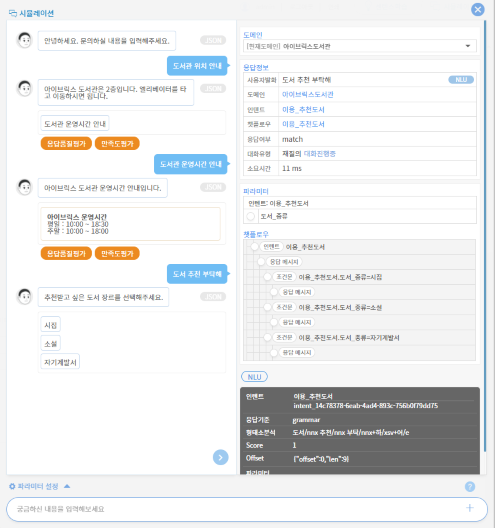 시뮬레이션
안녕하세요. 문의하실 내용을 입력해주세요.
JSON
도서관 위치 안내
아이브릭스 도서관은 2층입니다. 엘리베이터를 타
고 이동하시면 됩니다.
JSON
도서관 운영시간 안내
응답품질평가 만족도평가
도서관 운영시간 안내
아이브릭스 도서관 운영시간 안내입니다.
JSON
아이브릭스 운영시간
평일 : 10:00 ~ 18:30
주말 : 10:00 ~ 18:00
응답품질평가 만족도평가
도서 추천 부탁해
추천받고 싶은 도서 장르를 선택해주세요.
JSON
시집
소설
자기계발서
파라미터 설정
궁금하신 내용을 입력해보세요
도메인
[현재도메인] 아이브릭스도서관
응답정보
사용자발화 도서 추천 부탁해 NLU
도메인 아이브릭스도서관
인텐트 이용_추천도서
챗플로우 이용_추천도서
응답여부 match
대화유형 재질의 대화진행중
소요시간 11 ms
파라미터
인텐트: 이용_추천도서
도서_종류
챗플로우
인텐트 이용_추천도서
응답 메시지
조건문 이용_추천도서.도서_종류=시집
응답 메시지
조건문 이용_추천도서.도서_종류=소설
응답 메시지
조건문 이용_추천도서.도서_종류=자기계발서
응답 메시지
NLU
인텐트 이용_추천도서
intent_14c78378-6eab-4ad4-893c-756b0f79dd75
응답기준 grammar
형태소분석 도서/nnx 추천/nnx 부탁/nnx+하/xsv+어/e
Score 1
Offset {"offset":0,"len":9}
파라미터